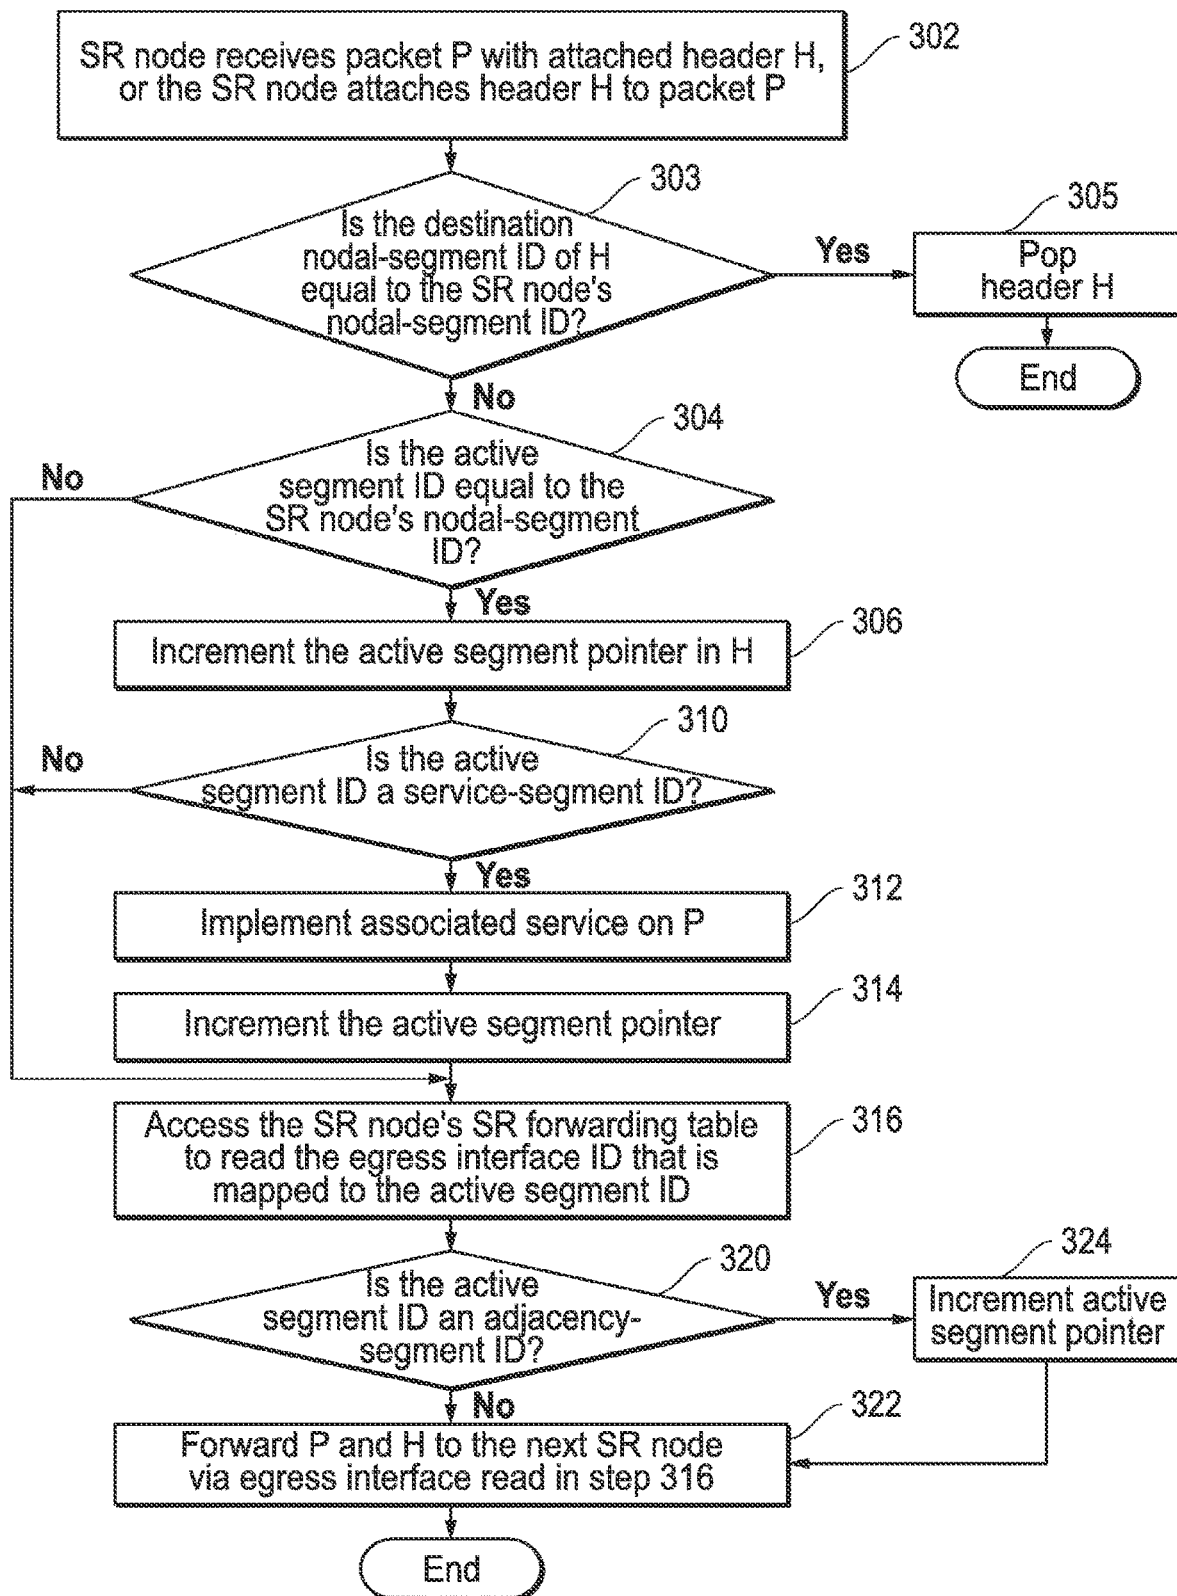 SR node receives packet P with attached header H,
or the SR node attaches header H to packet P
302
303
Is the destination
nodal-segment ID of H
equal to the SR node's
nodal-segment ID?
Yes
305
Pop
header H
End
No
304
Is the active
segment ID equal to the
SR node's nodal-segment
ID?
No
Yes
306
Increment the active segment pointer in H
310
Is the active
segment ID a service-segment ID?
No
Yes
312
Implement associated service on P
314
Increment the active segment pointer
316
Access the SR node's SR forwarding table
to read the egress interface ID that is
mapped to the active segment ID
320
Is the active
segment ID an adjacency-
segment ID?
Yes
324
Increment active
segment pointer
No
322
Forward P and H to the next SR node
via egress interface read in step 316
End